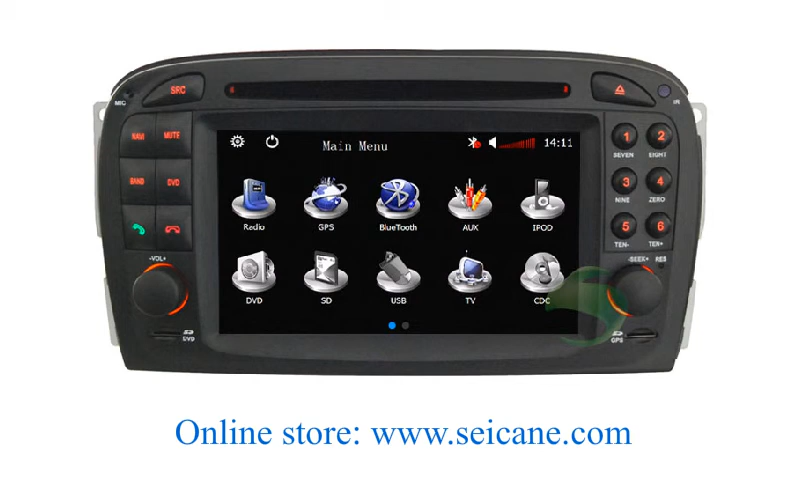 SRC
MIC
IR
NAVI MUTE
BAND DVD
-VOL+
SD
DVD
Main Menu 14:11
Radio GPS BlueTooth AUX IPOD
DVD SD USB TV CDC
1 2
SEVEN EIGHT
3 4
NINE ZERO
5 6
TEN- TEN+
-SEEK+ RES
SD
GPS
Online store: www.seicane.com